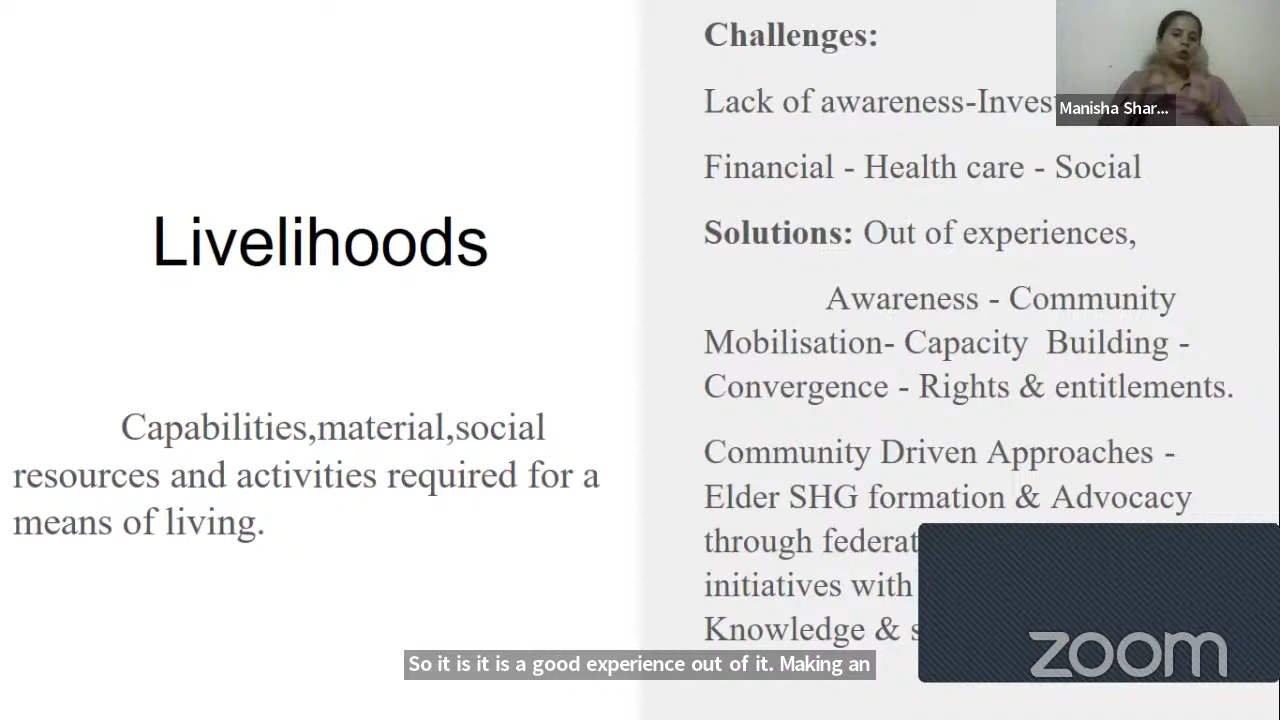 Livelihoods
Capabilities,material,social
resources and activities required for a
means of living.
Challenges:
Lack of awareness-
Financial - Health care - Social
Solutions: Out of experiences,
Awareness - Community
Mobilisation- Capacity Building -
Convergence - Rights & entitlements.
Community Driven Approaches -
Elder SHG formation & Advocacy
through
initiatives with
Knowledge &
Manisha Shar...
So it is it is a good experience out of it. Making an
zoom